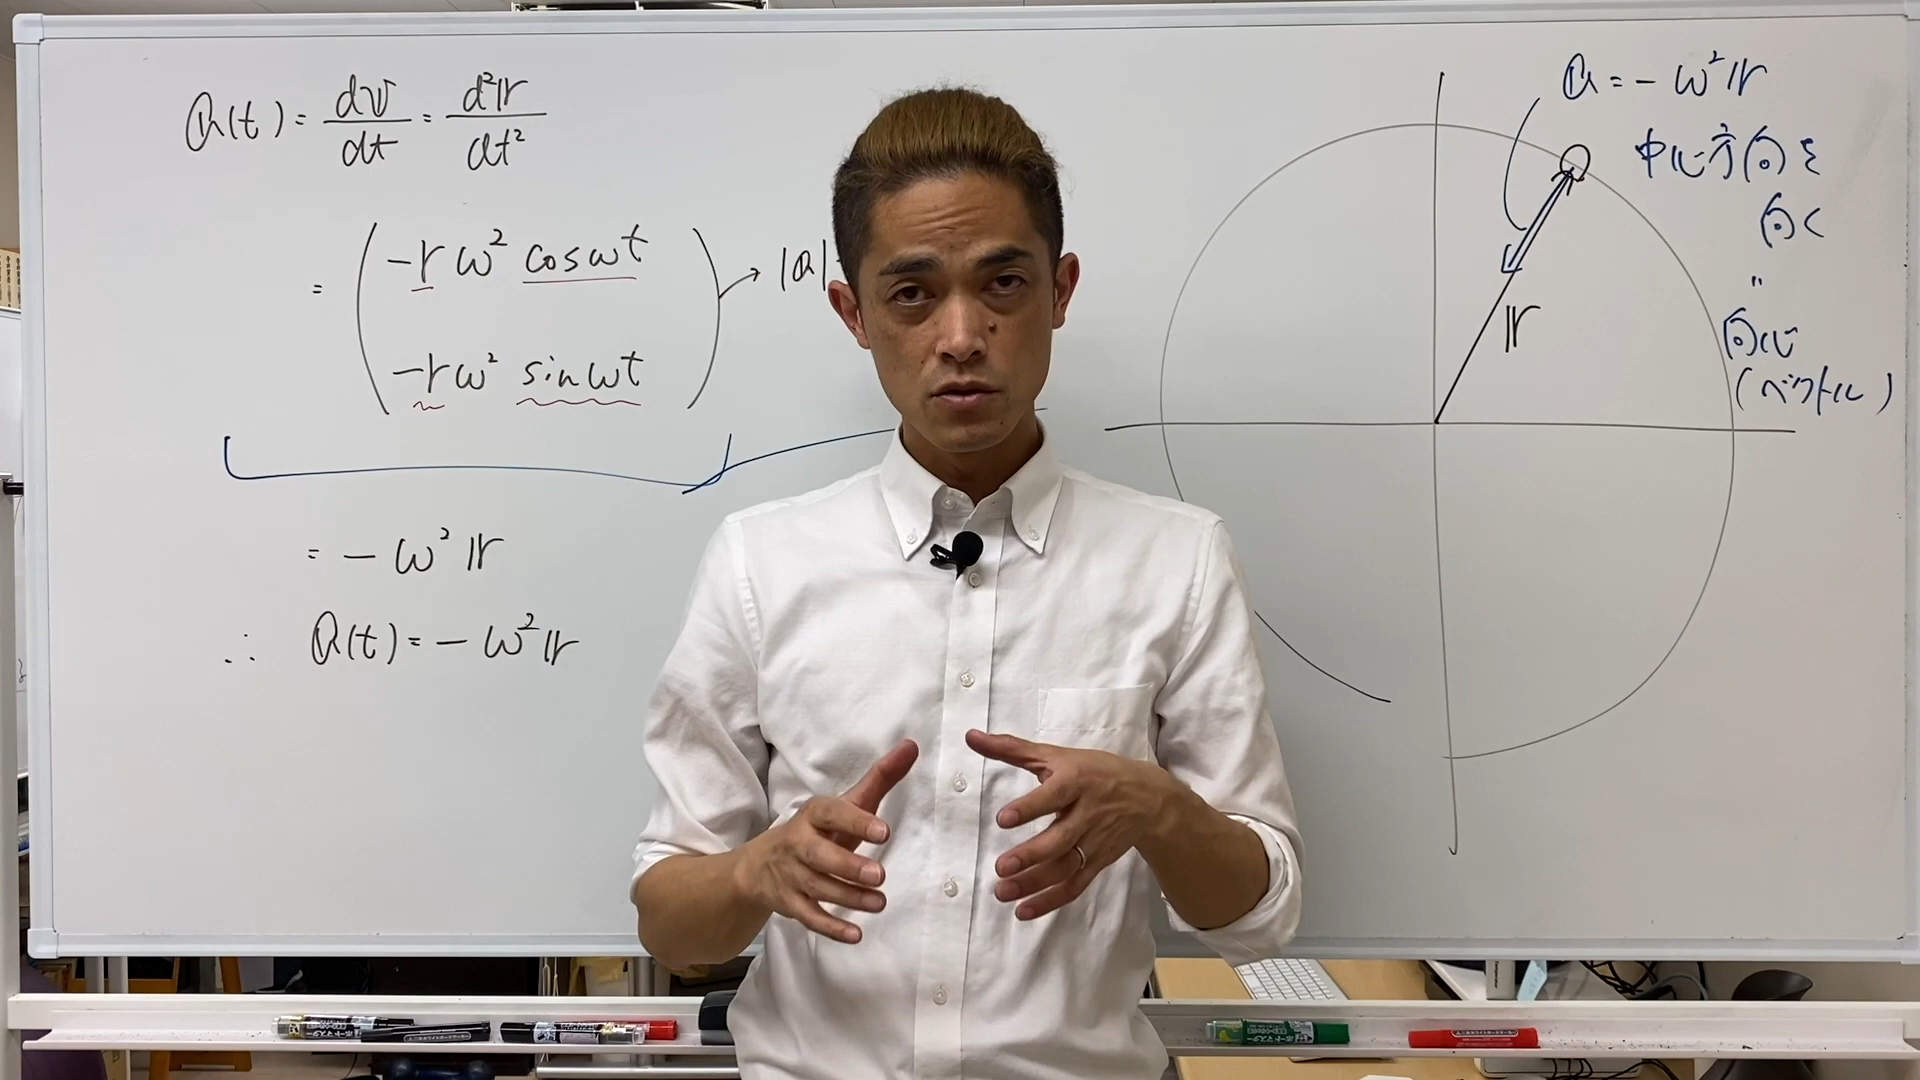 𝕒(t) = d𝕧/dt = d²𝕣/dt²
= ( -rω² cosωt
-rω² sinωt ) → |𝕒|
= -ω²𝕣
∴ 𝕒(t) = -ω²𝕣
𝕒 = -ω²𝕣
中心方向を
向く
〃
向心
(ベクトル)
𝕣